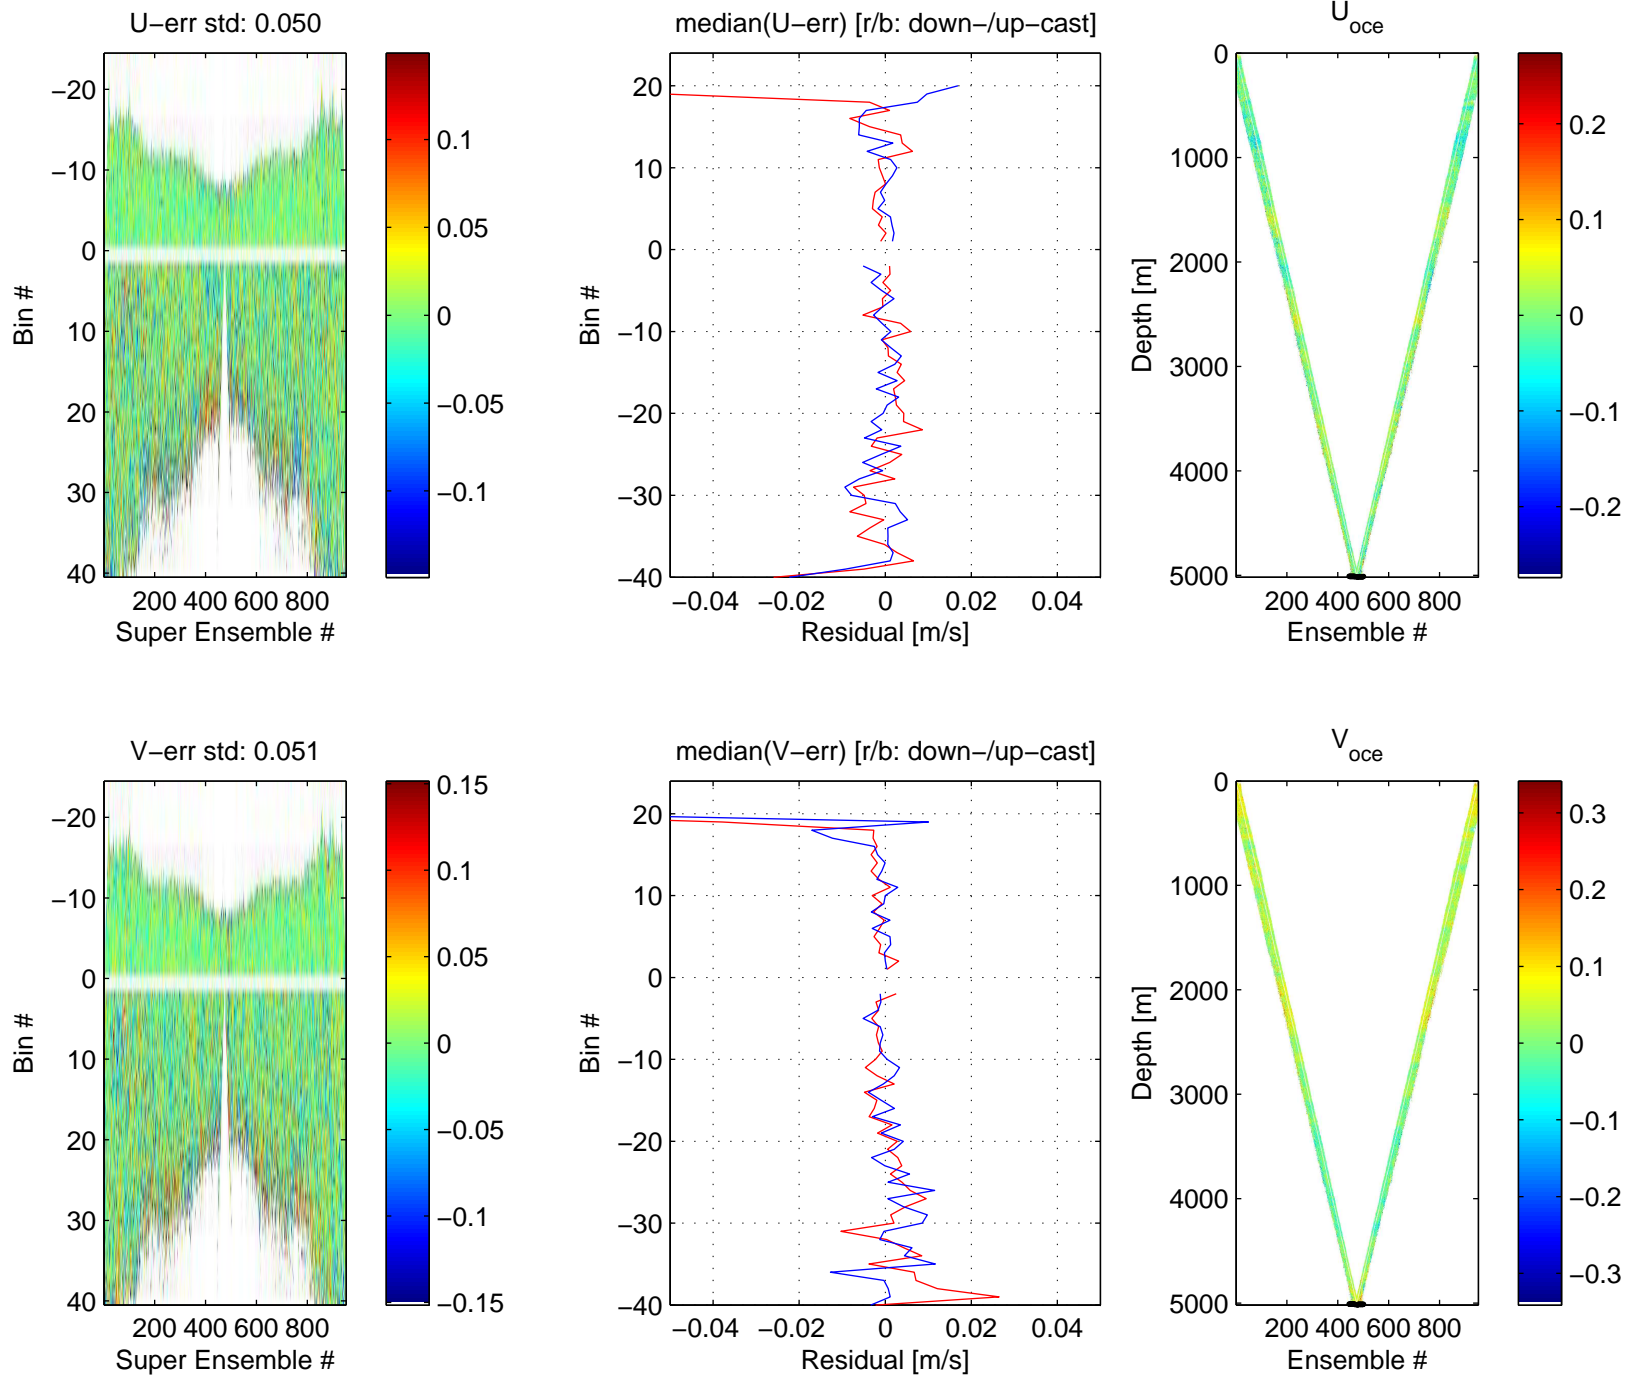 U−err std: 0.050
−20
−10
0
10
20
30
40
Bin #
200 400 600 800
Super Ensemble #
0.1
0.05
0
−0.05
−0.1
median(U−err) [r/b: down−/up−cast]
20
10
0
−10
−20
−30
−40
Bin #
−0.04 −0.02 0 0.02 0.04
Residual [m/s]
U oce
0
1000
2000
3000
4000
5000
Depth [m]
200 400 600 800
Ensemble #
0.2
0.1
0
−0.1
−0.2
V−err std: 0.051
−20
−10
0
10
20
30
40
Bin #
200 400 600 800
Super Ensemble #
0.15
0.1
0.05
0
−0.05
−0.1
−0.15
median(V−err) [r/b: down−/up−cast]
20
10
0
−10
−20
−30
−40
Bin #
−0.04 −0.02 0 0.02 0.04
Residual [m/s]
V oce
0
1000
2000
3000
4000
5000
Depth [m]
200 400 600 800
Ensemble #
0.3
0.2
0.1
0
−0.1
−0.2
−0.3